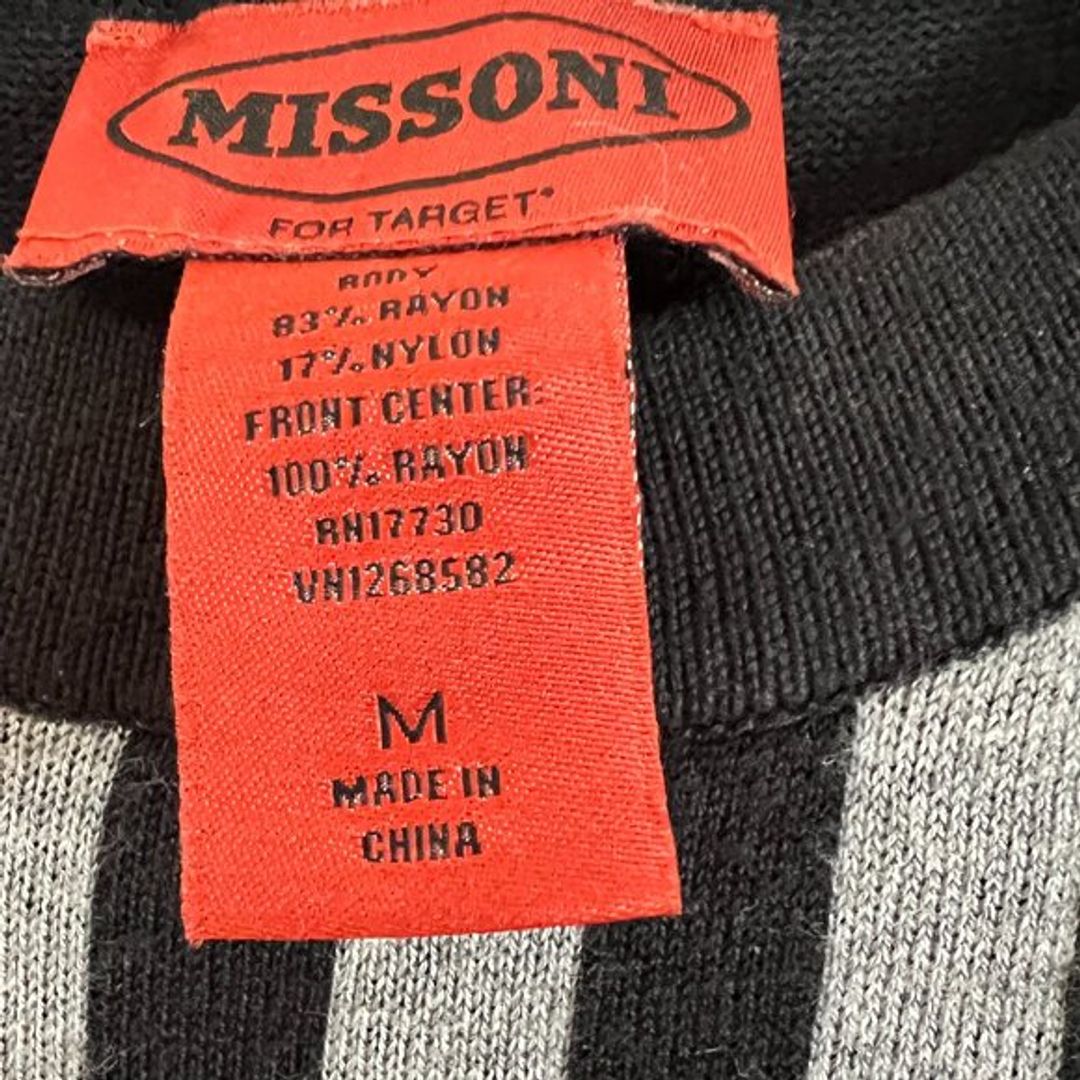 MISSONI
FOR TARGET*
BODY
83% RAYON
17% NYLON
FRONT CENTER:
100% RAYON
RN17730
VN1268582
M
MADE IN
CHINA